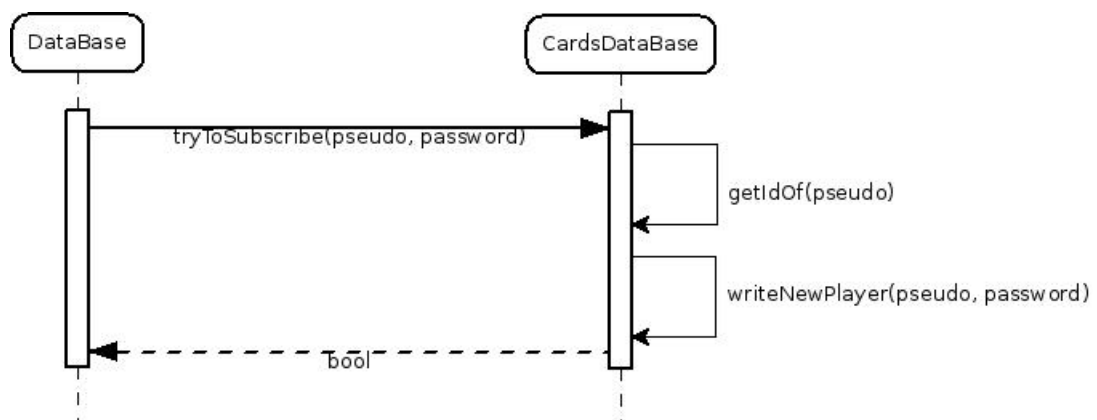 DataBase
CardsDataBase
tryToSubscribe(pseudo, password)
getIdOf(pseudo)
writeNewPlayer(pseudo, password)
bool